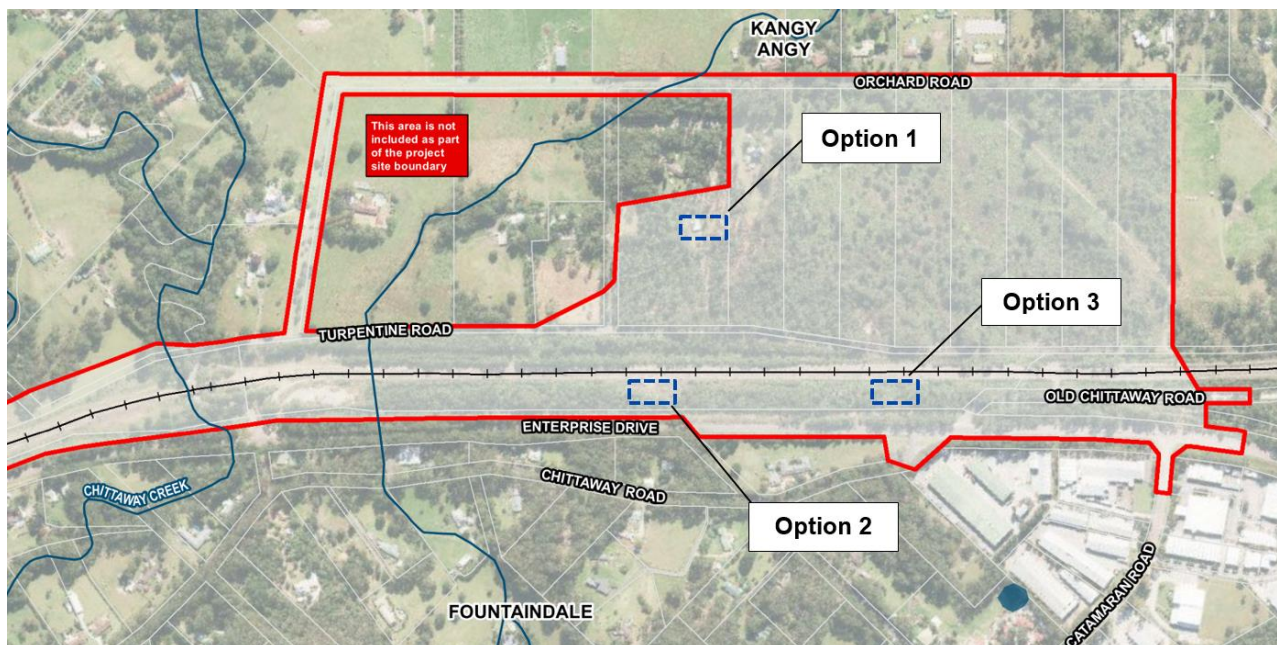 KANGY
ANGY
ORCHARD ROAD
This area is not
included as part
of the project
site boundary
Option 1
Option 3
TURPENTINE ROAD
OLD CHITTAWAY ROAD
ENTERPRISE DRIVE
CHITTAWAY ROAD
CHITTAWAY CREEK
Option 2
CATAMARAN ROAD
FOUNTAINDALE